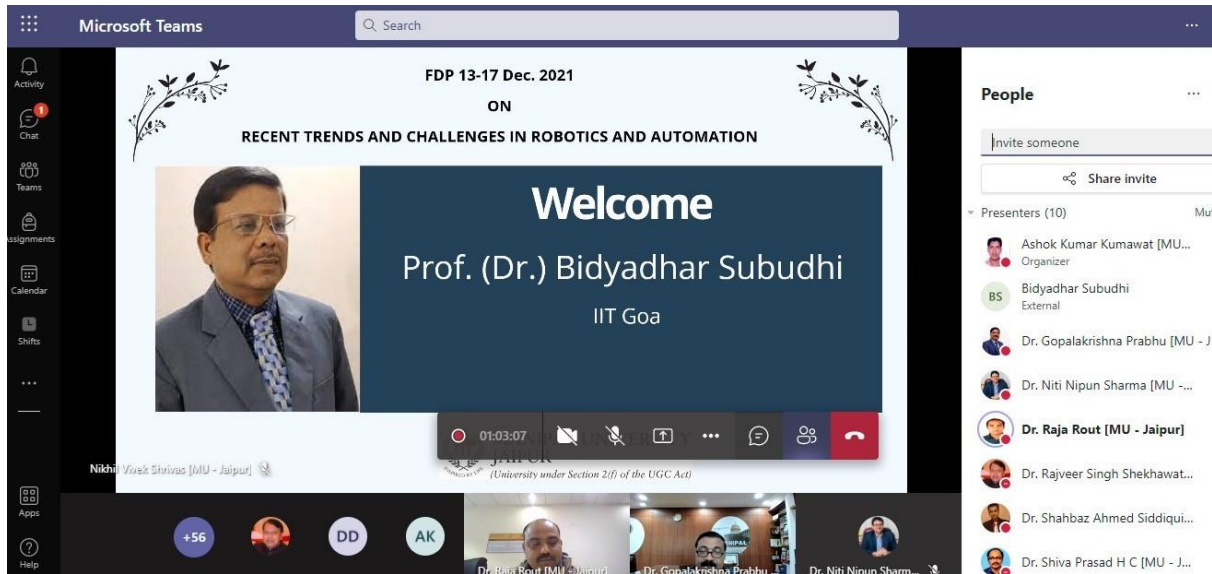 Microsoft Teams
Search
Activity
Chat
1
Teams
ssignments
Calendar
Shifts
Apps
Help
FDP 13-17 Dec. 2021
ON
RECENT TRENDS AND CHALLENGES IN ROBOTICS AND AUTOMATION
Welcome
Prof. (Dr.) Bidyadhar Subudhi
IIT Goa
01:03:07
JAIPUR
(University under Section 2(f) of the UGC Act)
Nikhil Vivek Shrivas [MU - Jaipur]
+56
DD
AK
Dr. Raja Rout [MU - Jaipur]
Dr. Gopalakrishna Prabhu
Dr. Niti Nipun Sharm...
People
Invite someone
Share invite
Presenters (10)
Mu
Ashok Kumar Kumawat [MU...
Organizer
BS
Bidyadhar Subudhi
External
Dr. Gopalakrishna Prabhu [MU - J
Dr. Niti Nipun Sharma [MU -...
Dr. Raja Rout [MU - Jaipur]
Dr. Rajveer Singh Shekhawat...
Dr. Shahbaz Ahmed Siddiqui...
Dr. Shiva Prasad H C [MU - J...